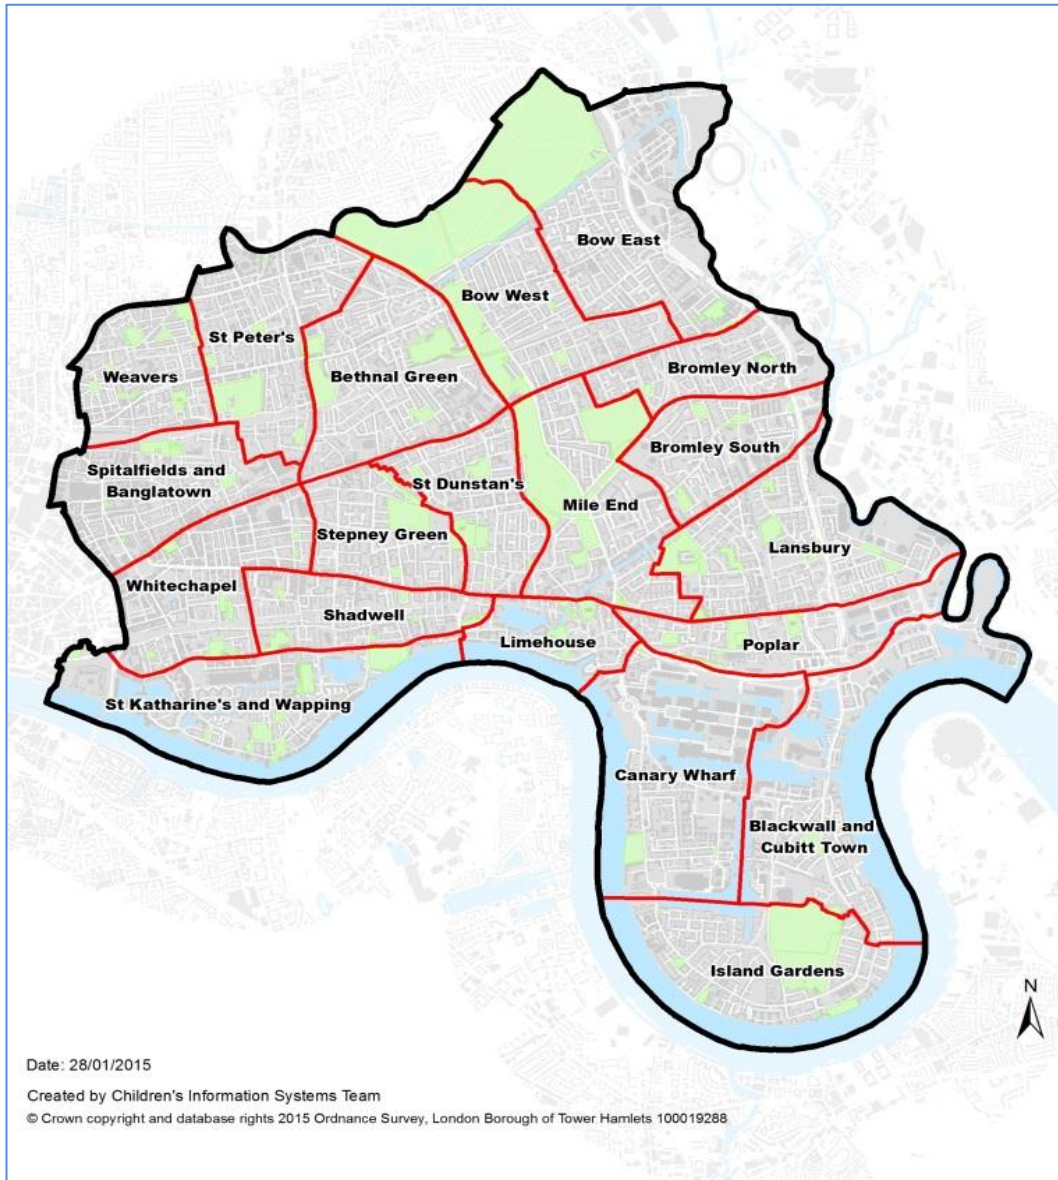 Bow East
Bow West
St Peter's
Weavers
Bethnal Green
Bromley North
Bromley South
Spitalfields and
Banglatown
St Dunstan's
Mile End
Stepney Green
Lansbury
Whitechapel
Shadwell
Limehouse
Poplar
St Katharine's and Wapping
Canary Wharf
Blackwall and
Cubitt Town
Island Gardens
N
Date: 28/01/2015
Created by Children's Information Systems Team
© Crown copyright and database rights 2015 Ordnance Survey, London Borough of Tower Hamlets 100019288